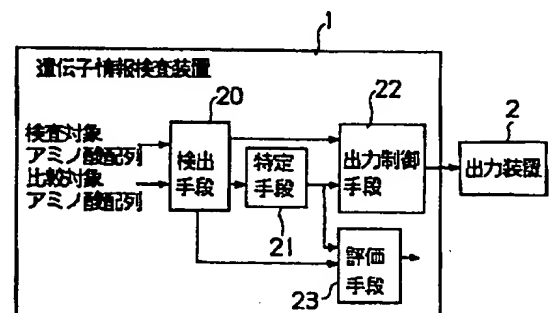 1
遺伝子情報検査装置
20
22
2
検査対象
アミノ酸配列
比較対象
アミノ酸配列
検出
手段
特定
手段
出力制御
手段
出力装置
21
評価
手段
23